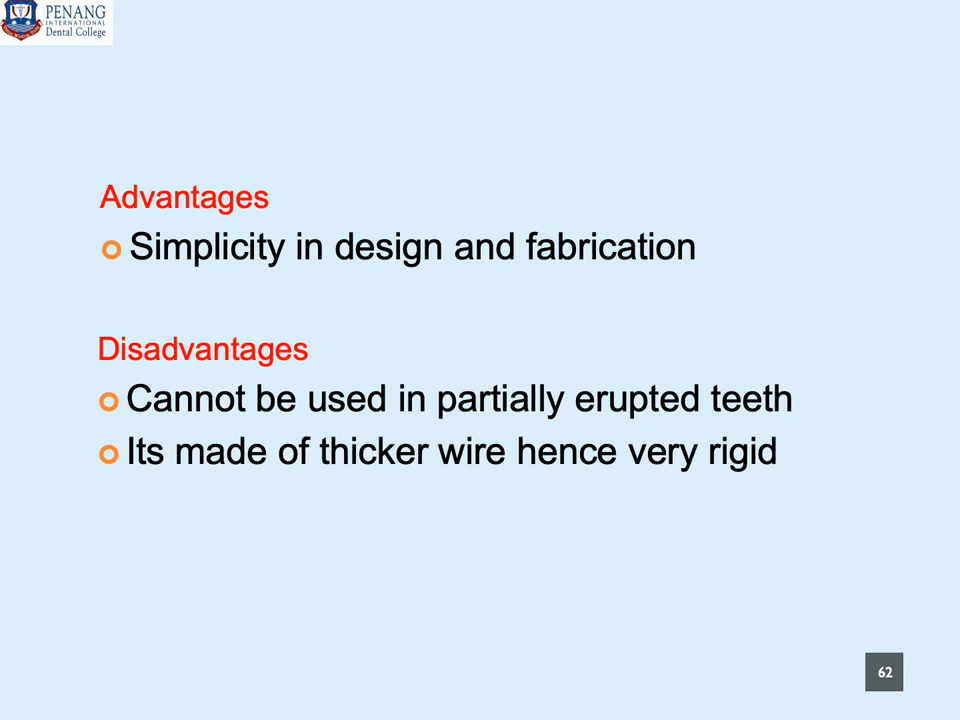 PENANG
INTERNATIONAL
Dental College
Advantages
Simplicity in design and fabrication
Disadvantages
Cannot be used in partially erupted teeth
Its made of thicker wire hence very rigid
62